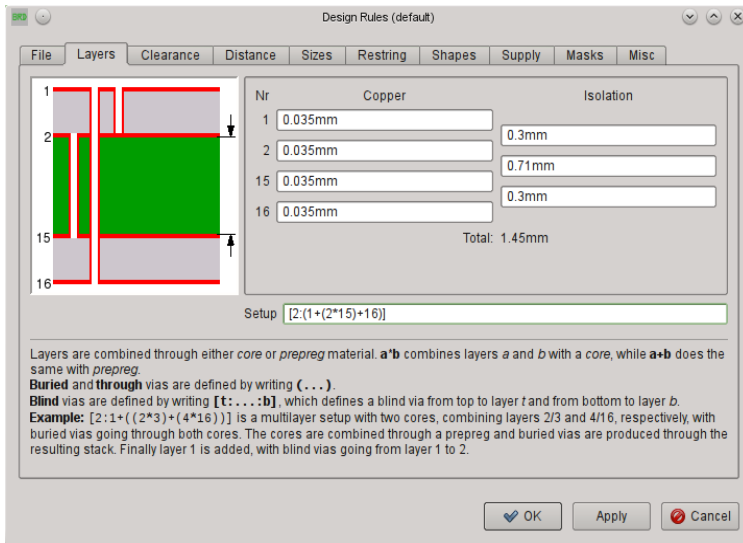 BRD
Design Rules (default)
File Layers Clearance Distance Sizes Restring Shapes Supply Masks Misc
Nr Copper Isolation
1 0.035mm
0.3mm
2 0.035mm
0.71mm
15 0.035mm
0.3mm
16 0.035mm
Total: 1.45mm
1
2
15
16
Setup [2:(1+(2*15)+16)]
Layers are combined through either core or prepreg material. a*b combines layers a and b with a core, while a+b does the
same with prepreg.
Buried and through vias are defined by writing (...).
Blind vias are defined by writing [t:...:b], which defines a blind via from top to layer t and from bottom to layer b.
Example: [2:1+((2*3)+(4*16))] is a multilayer setup with two cores, combining layers 2/3 and 4/16, respectively, with
buried vias going through both cores. The cores are combined through a prepreg and buried vias are produced through the
resulting stack. Finally layer 1 is added, with blind vias going from layer 1 to 2.
OK Apply Cancel